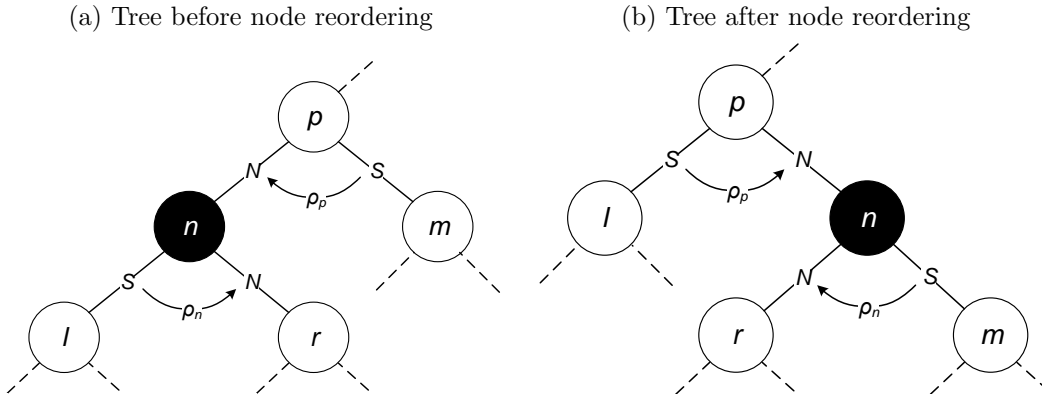 (a) Tree before node reordering
(b) Tree after node reordering
p
N
S
ρp
n
m
S
N
ρn
l
r
p
S
N
ρp
l
n
N
S
ρn
r
m